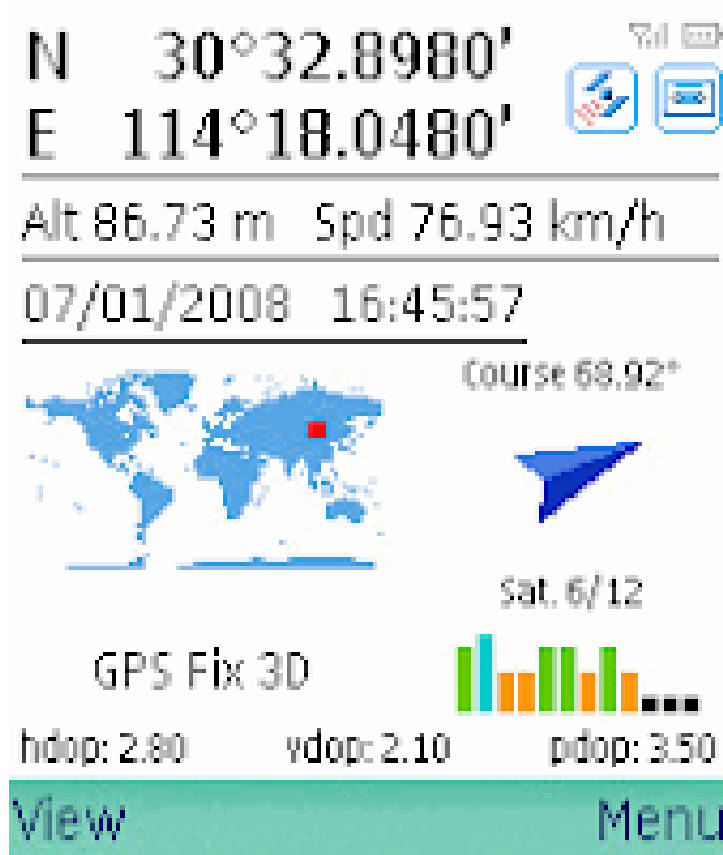 N 30°32.8980'
E 114°18.0480'
Alt 86.73 m Spd 76.93 km/h
07/01/2008 16:45:57
Course 68.92°
Sat. 6/12
GPS Fix 3D
hdop: 2.80 vdop: 2.10 pdop: 3.50
View Menu